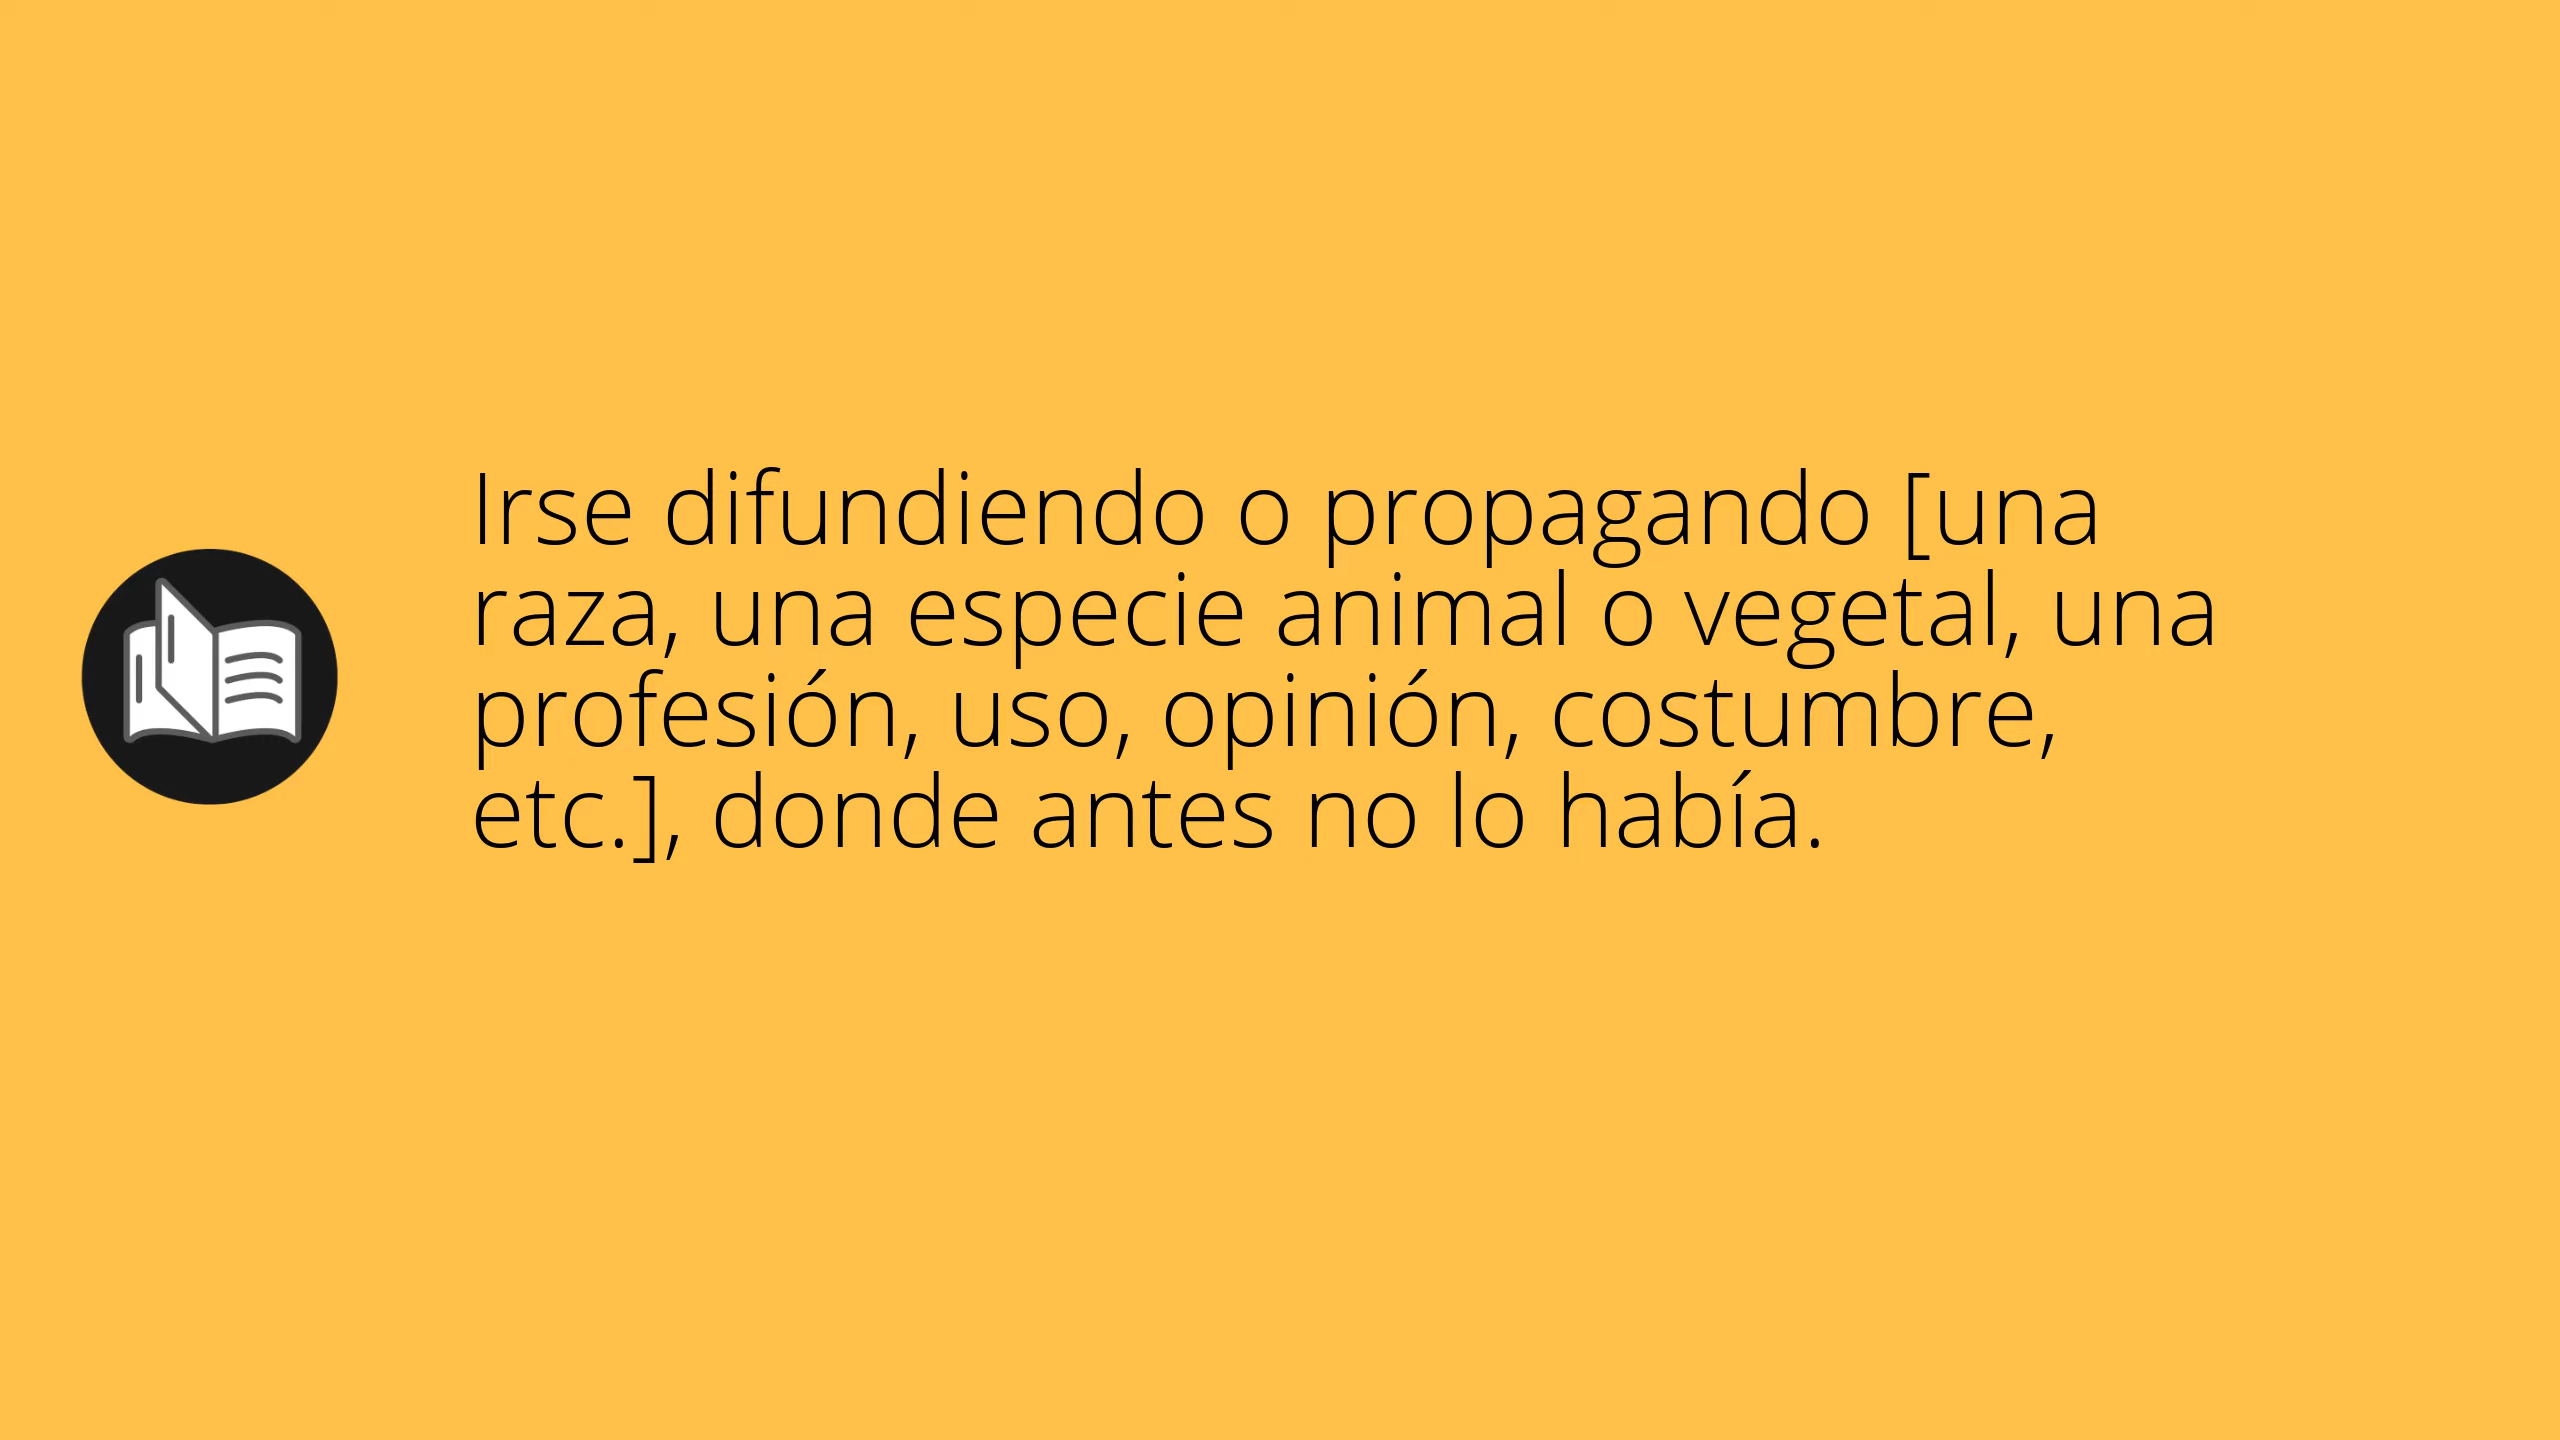 Irse difundiendo o propagando [una
raza, una especie animal o vegetal, una
profesión, uso, opinión, costumbre,
etc.], donde antes no lo había.